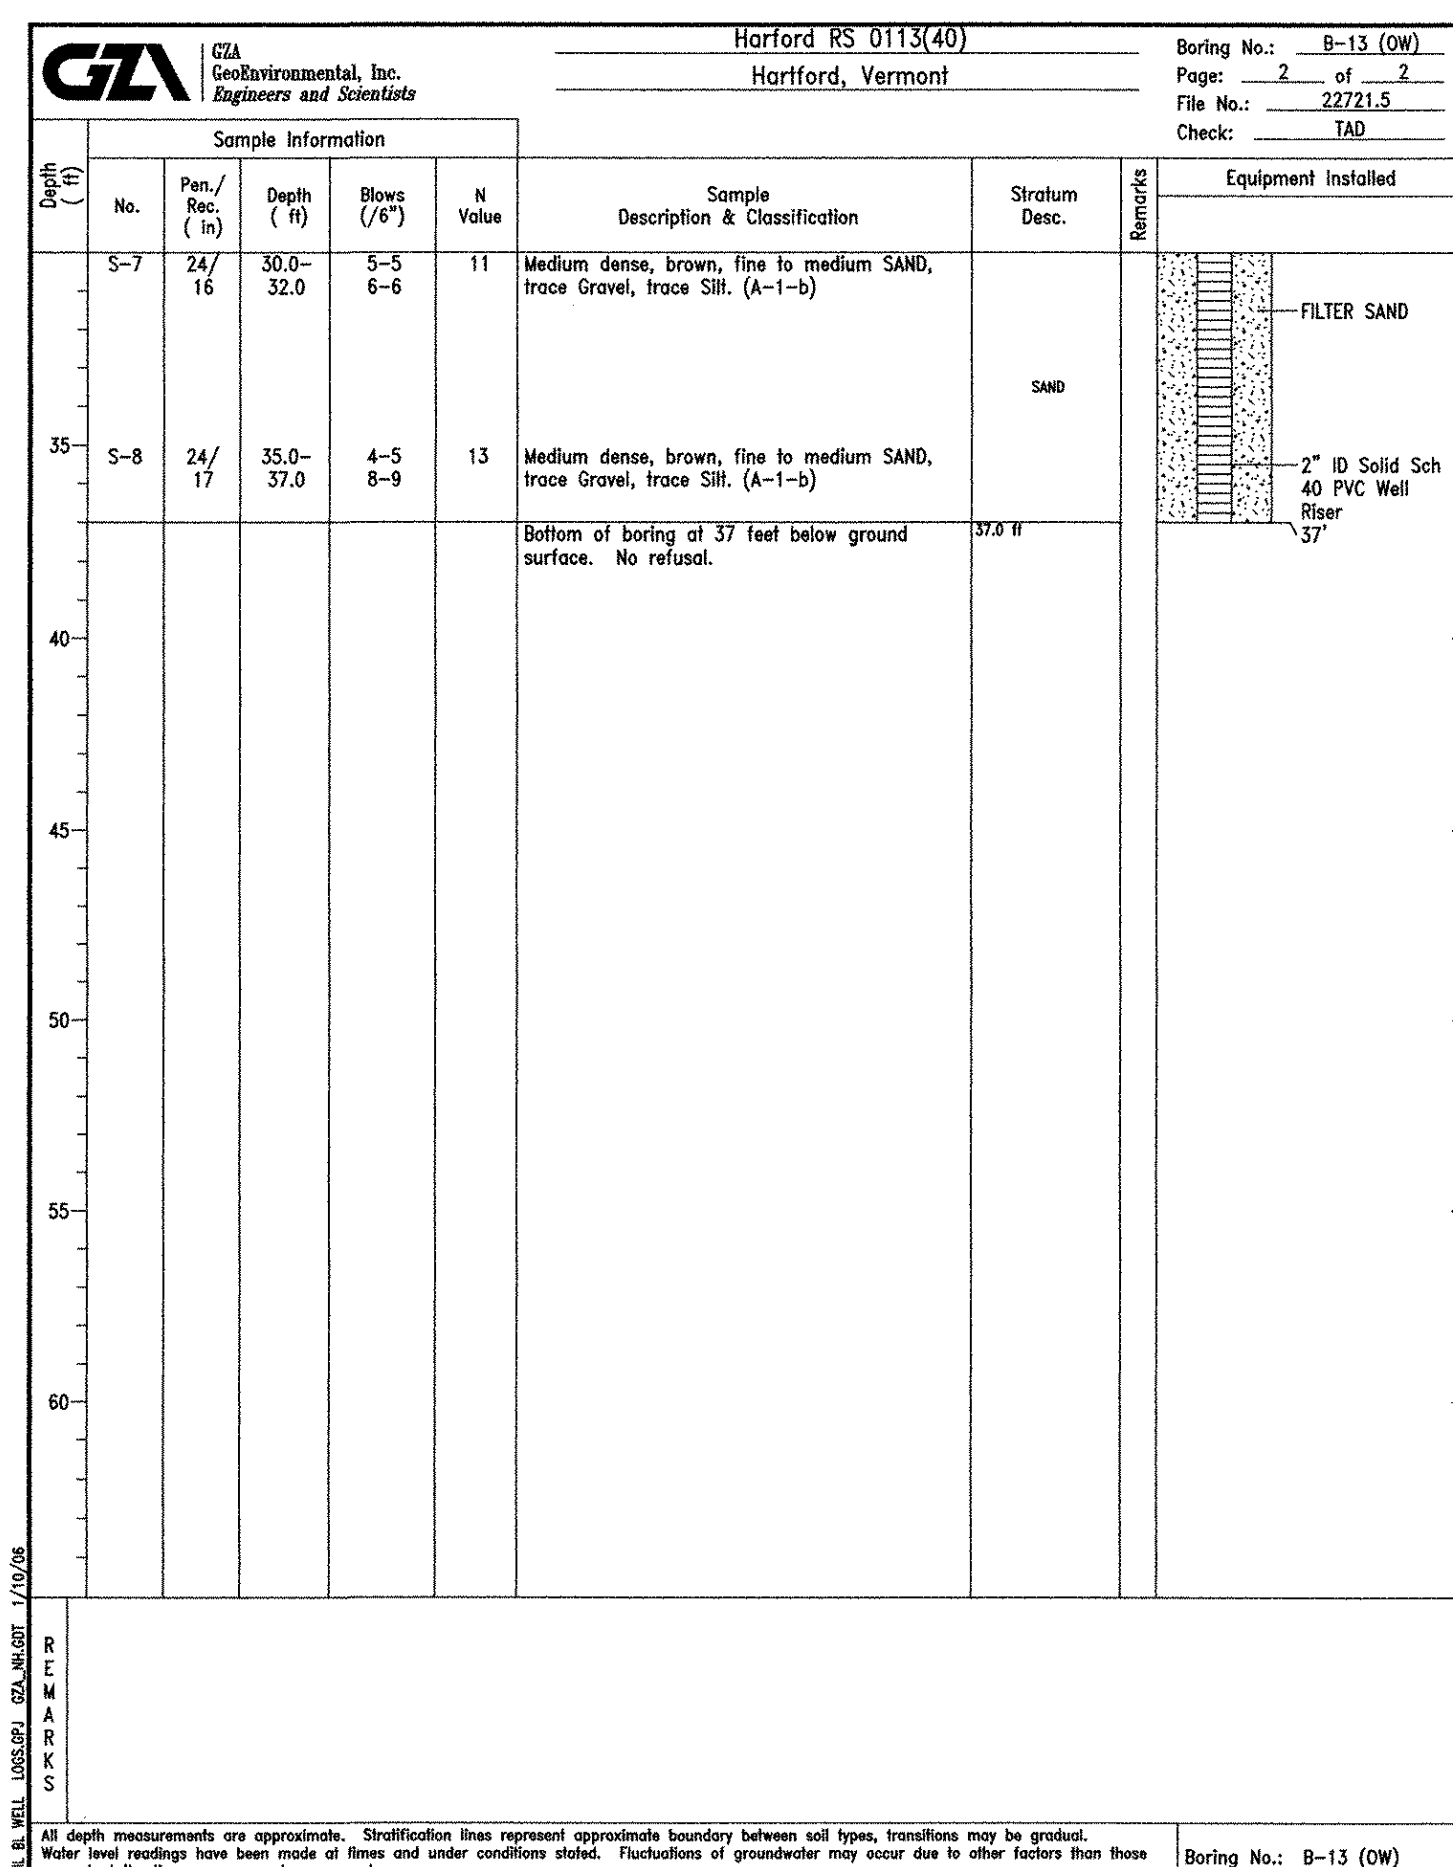 GZA
GZA
GeoEnvironmental, Inc.
Engineers and Scientists
Harford RS 0113(40)
Hartford, Vermont
Boring No.: B-13 (OW)
Page: 2 of 2
File No.: 22721.5
Check: TAD
Sample Information
Depth
( ft)
No.
Pen./
Rec.
( in)
Depth
( ft)
Blows
(/6")
N
Value
Sample
Description & Classification
Stratum
Desc.
Remarks
Equipment Installed
S-7 24/ 30.0- 5-5 11 Medium dense, brown, fine to medium SAND,
16 32.0 6-6 trace Gravel, trace Silt. (A-1-b)
FILTER SAND
SAND
35
S-8 24/ 35.0- 4-5 13 Medium dense, brown, fine to medium SAND,
17 37.0 8-9 trace Gravel, trace Silt. (A-1-b)
2" ID Solid Sch
40 PVC Well
Riser
37'
Bottom of boring at 37 feet below ground
surface. No refusal.
37.0 ft
40
45
50
55
60
REMARKS
BL WELL LOGS.GPJ GZA_NH.GDT 1/10/06
All depth measurements are approximate. Stratification lines represent approximate boundary between soil types, transitions may be gradual.
Water level readings have been made at times and under conditions stated. Fluctuations of groundwater may occur due to other factors than those
Boring No.: B-13 (OW)